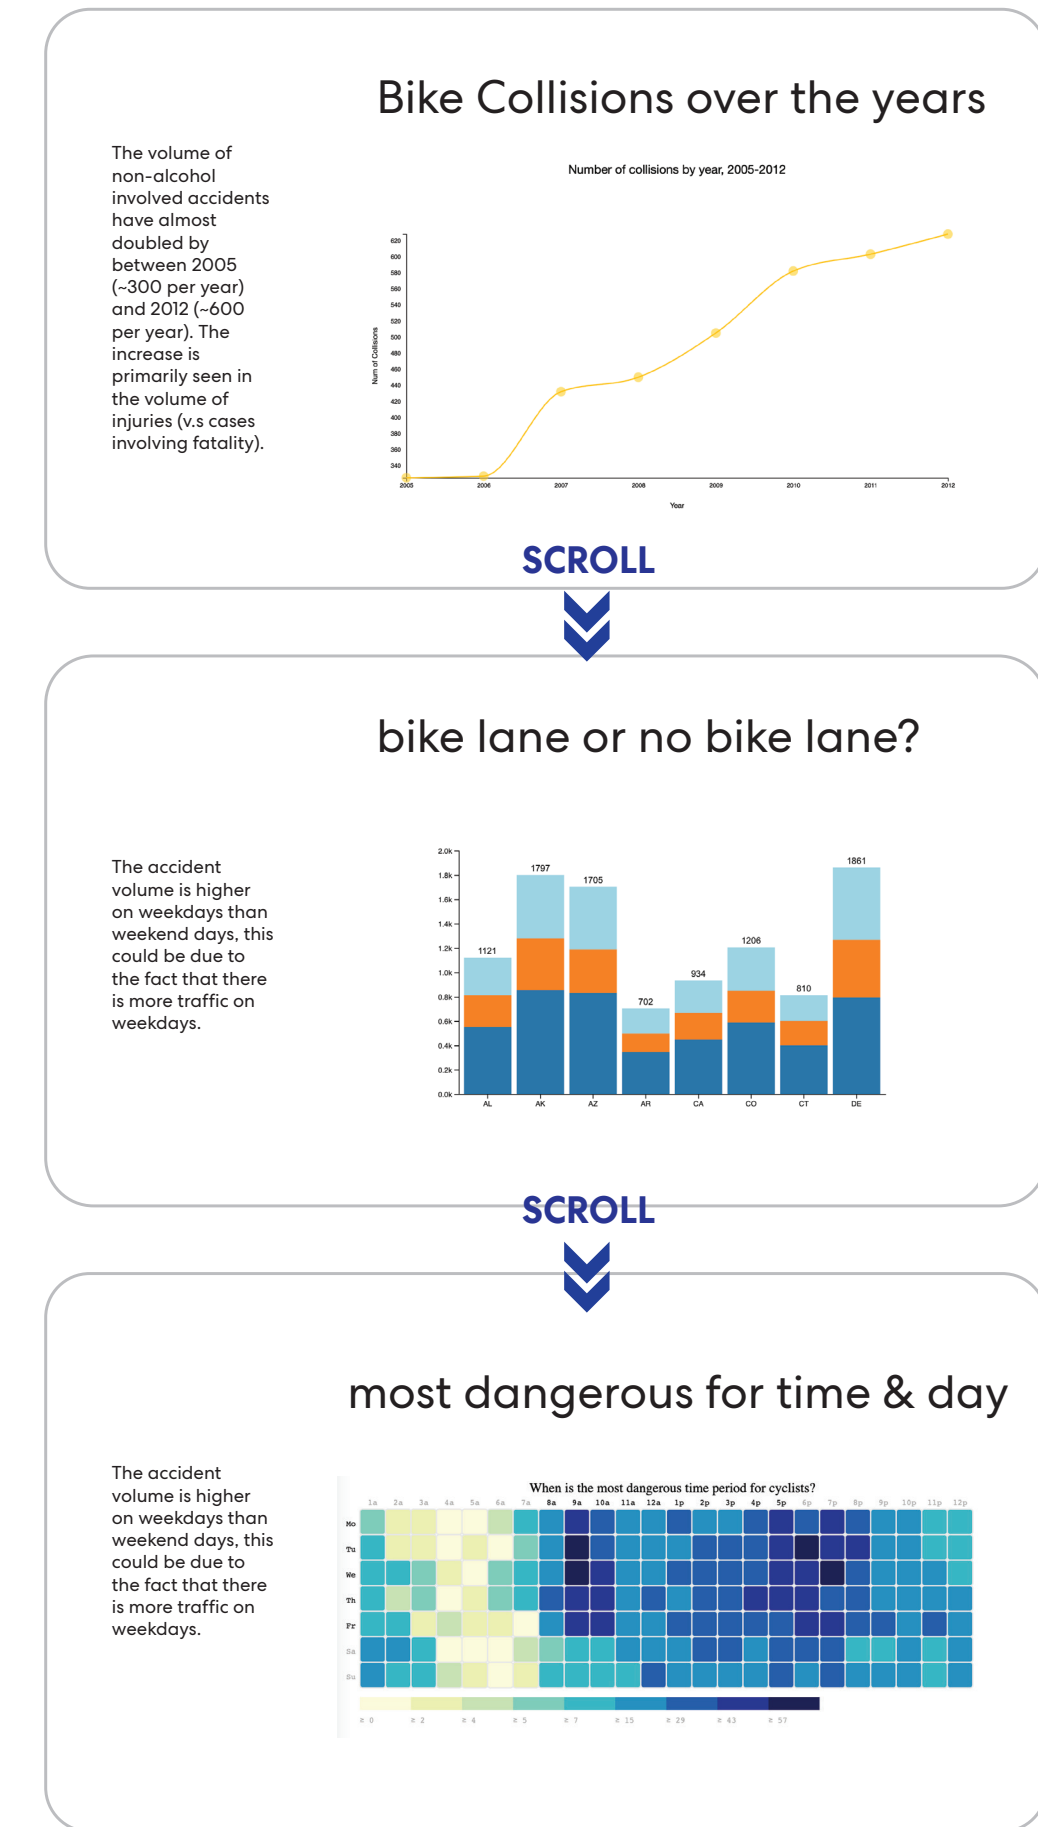 Bike Collisions over the years
The volume of
non-alcohol
involved accidents
have almost
doubled by
between 2005
(~300 per year)
and 2012 (~600
per year). The
increase is
primarily seen in
the volume of
injuries (v.s cases
involving fatality).
Number of collisions by year, 2005-2012
Num of Collisions
620
600
580
560
540
520
500
480
460
440
420
400
380
360
340
2005 2006 2007 2008 2009 2010 2011 2012
Year
SCROLL
bike lane or no bike lane?
The accident
volume is higher
on weekdays than
weekend days, this
could be due to
the fact that there
is more traffic on
weekdays.
2.0k
1.8k
1.6k
1.4k
1.2k
1.0k
0.8k
0.6k
0.4k
0.2k
0.0k
1121 1797 1705 702 934 1206 810 1861
AL AK AZ AR CA CO CT DE
SCROLL
most dangerous for time & day
The accident
volume is higher
on weekdays than
weekend days, this
could be due to
the fact that there
is more traffic on
weekdays.
When is the most dangerous time period for cyclists?
1a 2a 3a 4a 5a 6a 7a 8a 9a 10a 11a 12a 1p 2p 3p 4p 5p 6p 7p 8p 9p 10p 11p 12p
Mo
Tu
We
Th
Fr
Sa
Su
≥ 0 ≥ 2 ≥ 4 ≥ 5 ≥ 7 ≥ 15 ≥ 29 ≥ 43 ≥ 57